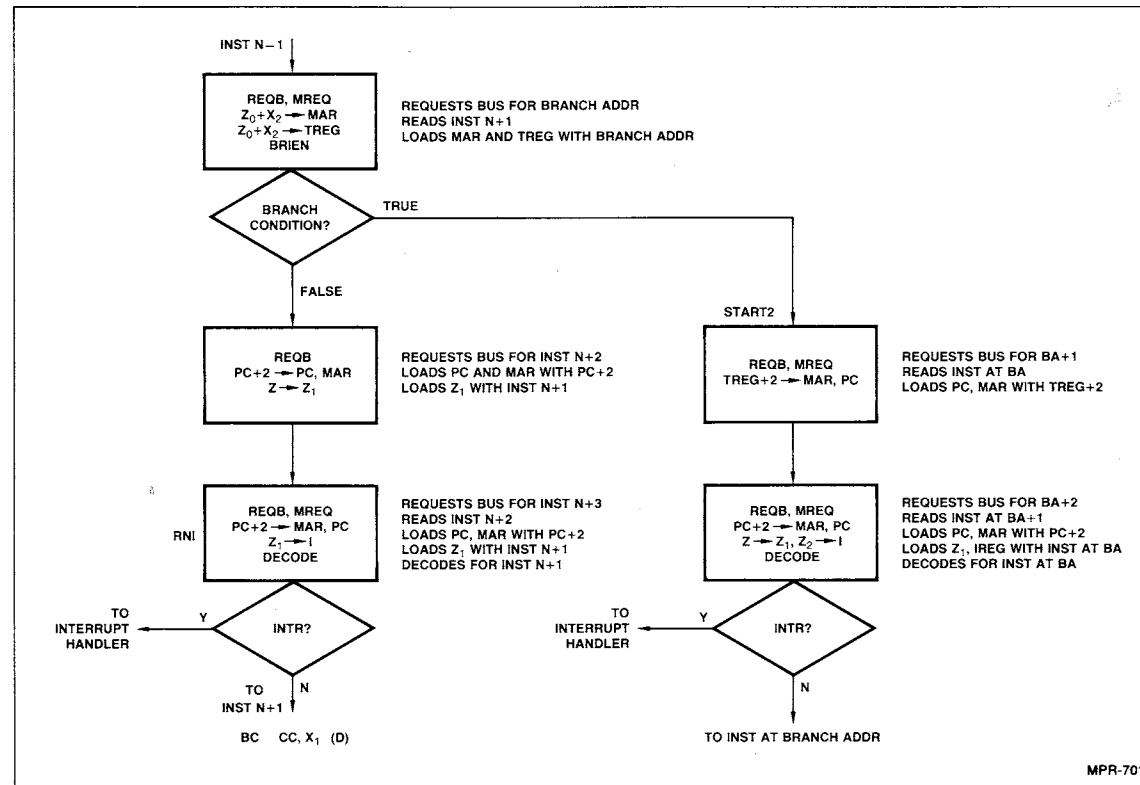 INST N−1
REQB, MREQ
Z₀+X₂ → MAR
Z₀+X₂ → TREG
BRIEN
REQUESTS BUS FOR BRANCH ADDR
READS INST N+1
LOADS MAR AND TREG WITH BRANCH ADDR
BRANCH
CONDITION?
TRUE
FALSE
REQB
PC+2 → PC, MAR
Z → Z₁
REQUESTS BUS FOR INST N+2
LOADS PC AND MAR WITH PC+2
LOADS Z₁ WITH INST N+1
START2
REQB, MREQ
TREG+2 → MAR, PC
REQUESTS BUS FOR BA+1
READS INST AT BA
LOADS PC, MAR WITH TREG+2
RNI
REQB, MREQ
PC+2 → MAR, PC
Z₁ → I
DECODE
REQUESTS BUS FOR INST N+3
READS INST N+2
LOADS PC, MAR WITH PC+2
LOADS Z₁ WITH INST N+1
DECODES FOR INST N+1
REQB, MREQ
PC+2 → MAR, PC
Z → Z₁, Z₂ → I
DECODE
REQUESTS BUS FOR BA+2
READS INST AT BA+1
LOADS PC, MAR WITH PC+2
LOADS Z₁, IREG WITH INST AT BA
DECODES FOR INST AT BA
TO
INTERRUPT
HANDLER
Y
INTR?
N
TO
INST N+1
BC CC, X₁ (D)
TO
INTERRUPT
HANDLER
Y
INTR?
N
TO INST AT BRANCH ADDR
MPR-701